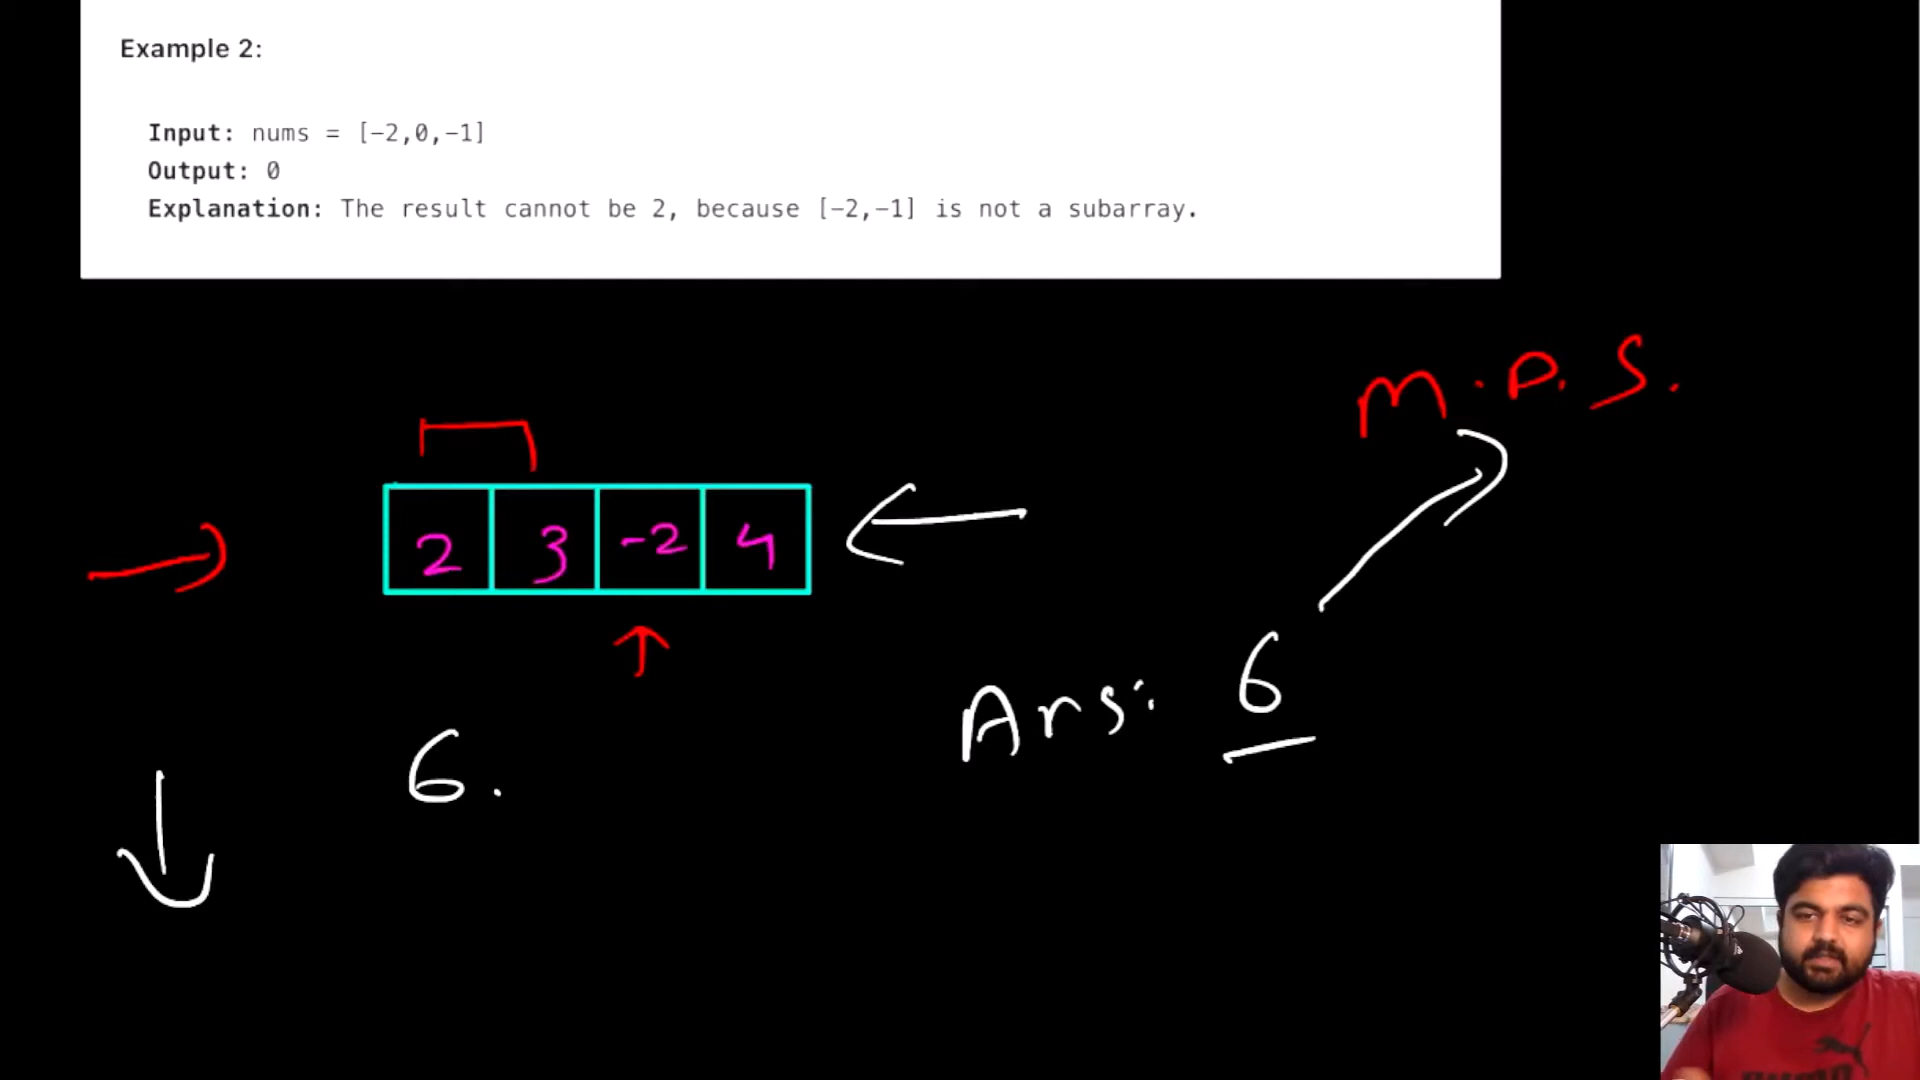 Example 2:
Input: nums = [-2,0,-1]
Output: 0
Explanation: The result cannot be 2, because [-2,-1] is not a subarray.
M.P.S.
2 3 -2 4
Ans: 6
6.